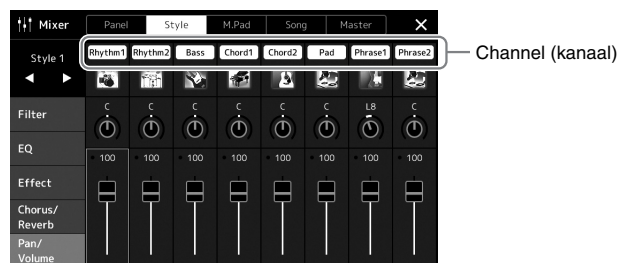 Mixer Panel Style M.Pad Song Master
Style 1
Rhythm1 Rhythm2 Bass Chord1 Chord2 Pad Phrase1 Phrase2
Channel (kanaal)
Filter
C C C C C C L8 C
EQ
100 100 100 100 100 100 100 100
Effect
Chorus/
Reverb
Pan/
Volume